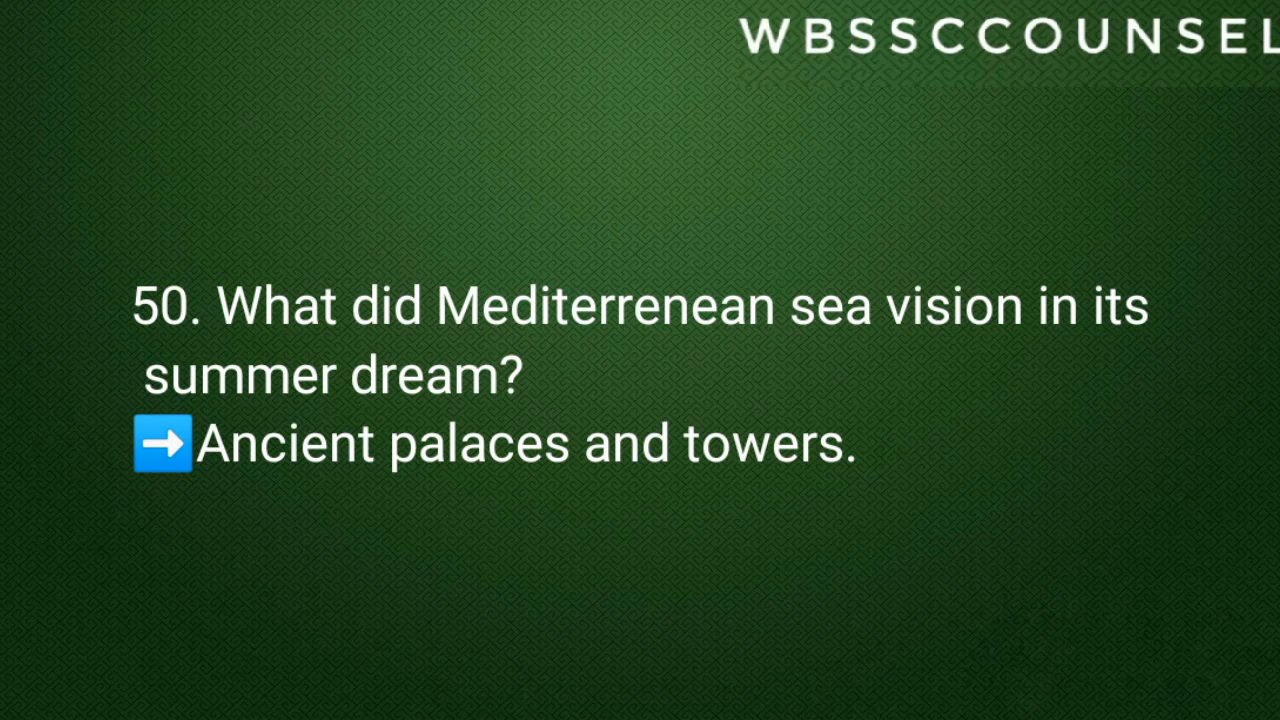 WBSSCCOUNSEL
50. What did Mediterrenean sea vision in its
summer dream?
➡Ancient palaces and towers.